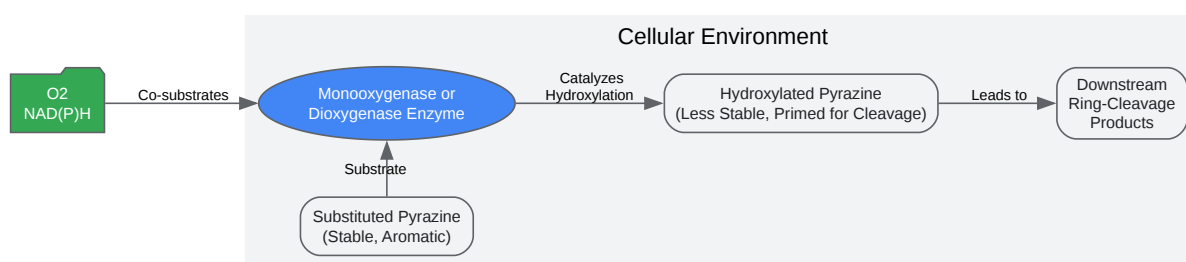 Cellular Environment
O2
NAD(P)H
Co-substrates
Monooxygenase or
Dioxygenase Enzyme
Catalyzes
Hydroxylation
Hydroxylated Pyrazine
(Less Stable, Primed for Cleavage)
Leads to
Downstream
Ring-Cleavage
Products
Substrate
Substituted Pyrazine
(Stable, Aromatic)